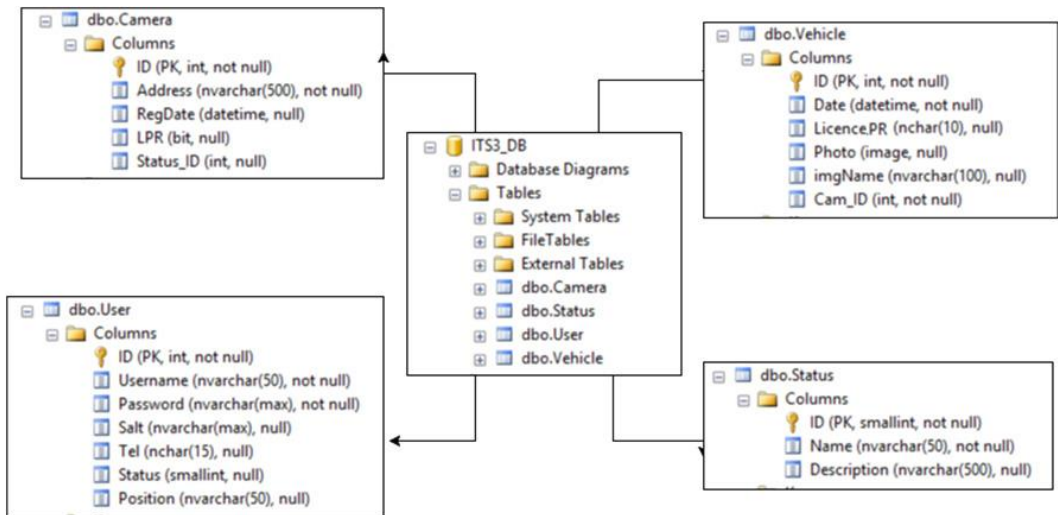 dbo.Camera
Columns
ID (PK, int, not null)
Address (nvarchar(500), not null)
RegDate (datetime, null)
LPR (bit, null)
Status_ID (int, null)
dbo.Vehicle
Columns
ID (PK, int, not null)
Date (datetime, not null)
Licence.PR (nchar(10), null)
Photo (image, null)
imgName (nvarchar(100), null)
Cam_ID (int, not null)
ITS3_DB
Database Diagrams
Tables
System Tables
FileTables
External Tables
dbo.Camera
dbo.Status
dbo.User
dbo.Vehicle
dbo.User
Columns
ID (PK, int, not null)
Username (nvarchar(50), not null)
Password (nvarchar(max), not null)
Salt (nvarchar(max), null)
Tel (nchar(15), null)
Status (smallint, null)
Position (nvarchar(50), null)
dbo.Status
Columns
ID (PK, smallint, not null)
Name (nvarchar(50), not null)
Description (nvarchar(500), null)